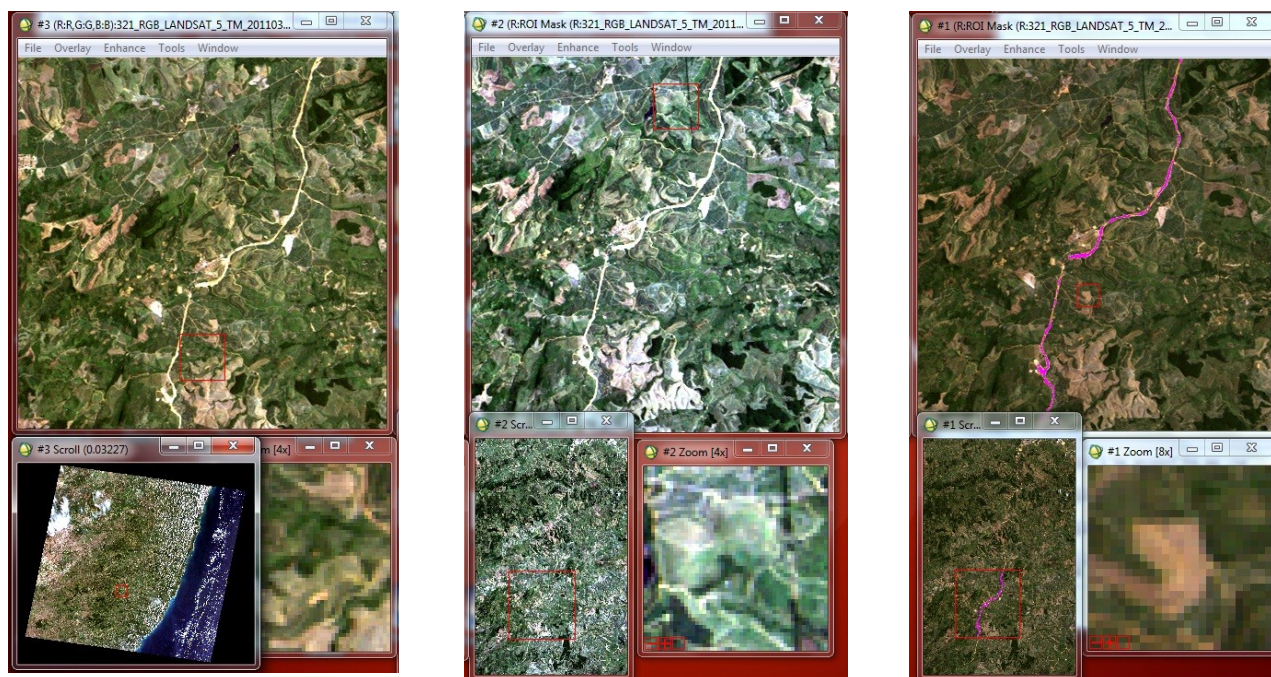 #3 (R:R,G:G,B:B):321_RGB_LANDSAT_5_TM_201103...
File Overlay Enhance Tools Window
#3 Scroll (0.03227)
m [4x]
#2 (R:ROI Mask (R:321_RGB_LANDSAT_5_TM_2011...
File Overlay Enhance Tools Window
#2 Scr...
#2 Zoom [4x]
#1 (R:ROI Mask (R:321_RGB_LANDSAT_5_TM_2...
File Overlay Enhance Tools Window
#1 Scr...
#1 Zoom [8x]